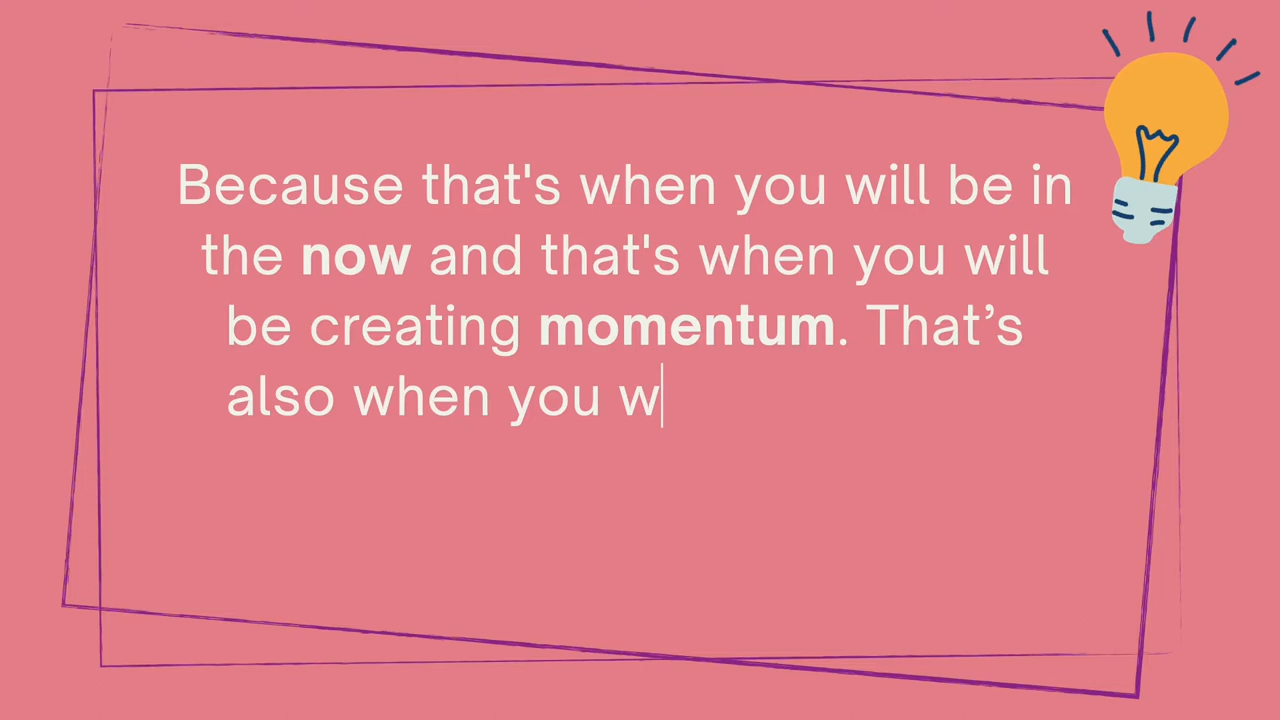 Because that's when you will be in
the now and that's when you will
be creating momentum. That’s
also when you w